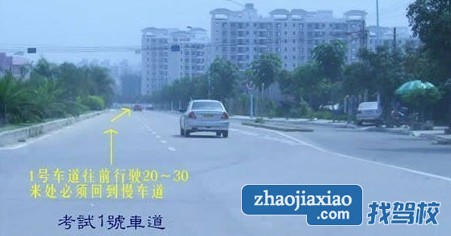 1号车道往前行驶20～30
米处必须回到慢车道
考試1號車道
zhaojiaxiao
.com 找驾校